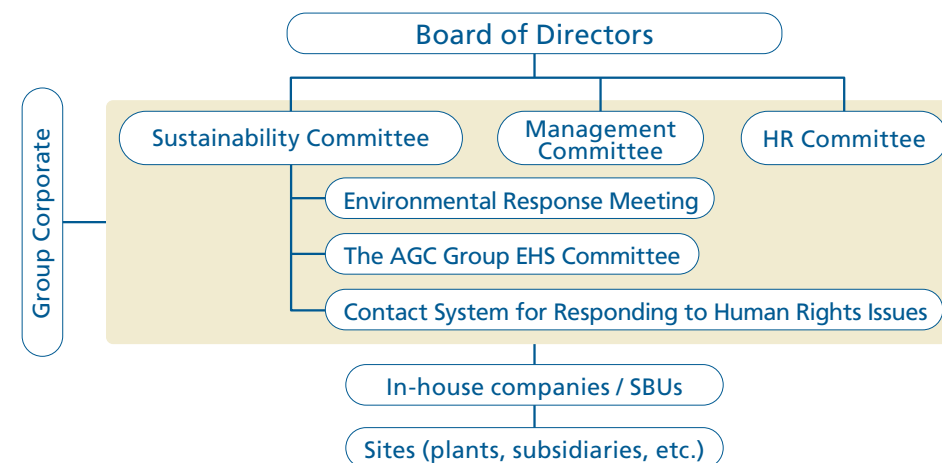 Board of Directors
Group Corporate
Sustainability Committee
Management
Committee
HR Committee
Environmental Response Meeting
The AGC Group EHS Committee
Contact System for Responding to Human Rights Issues
In-house companies / SBUs
Sites (plants, subsidiaries, etc.)